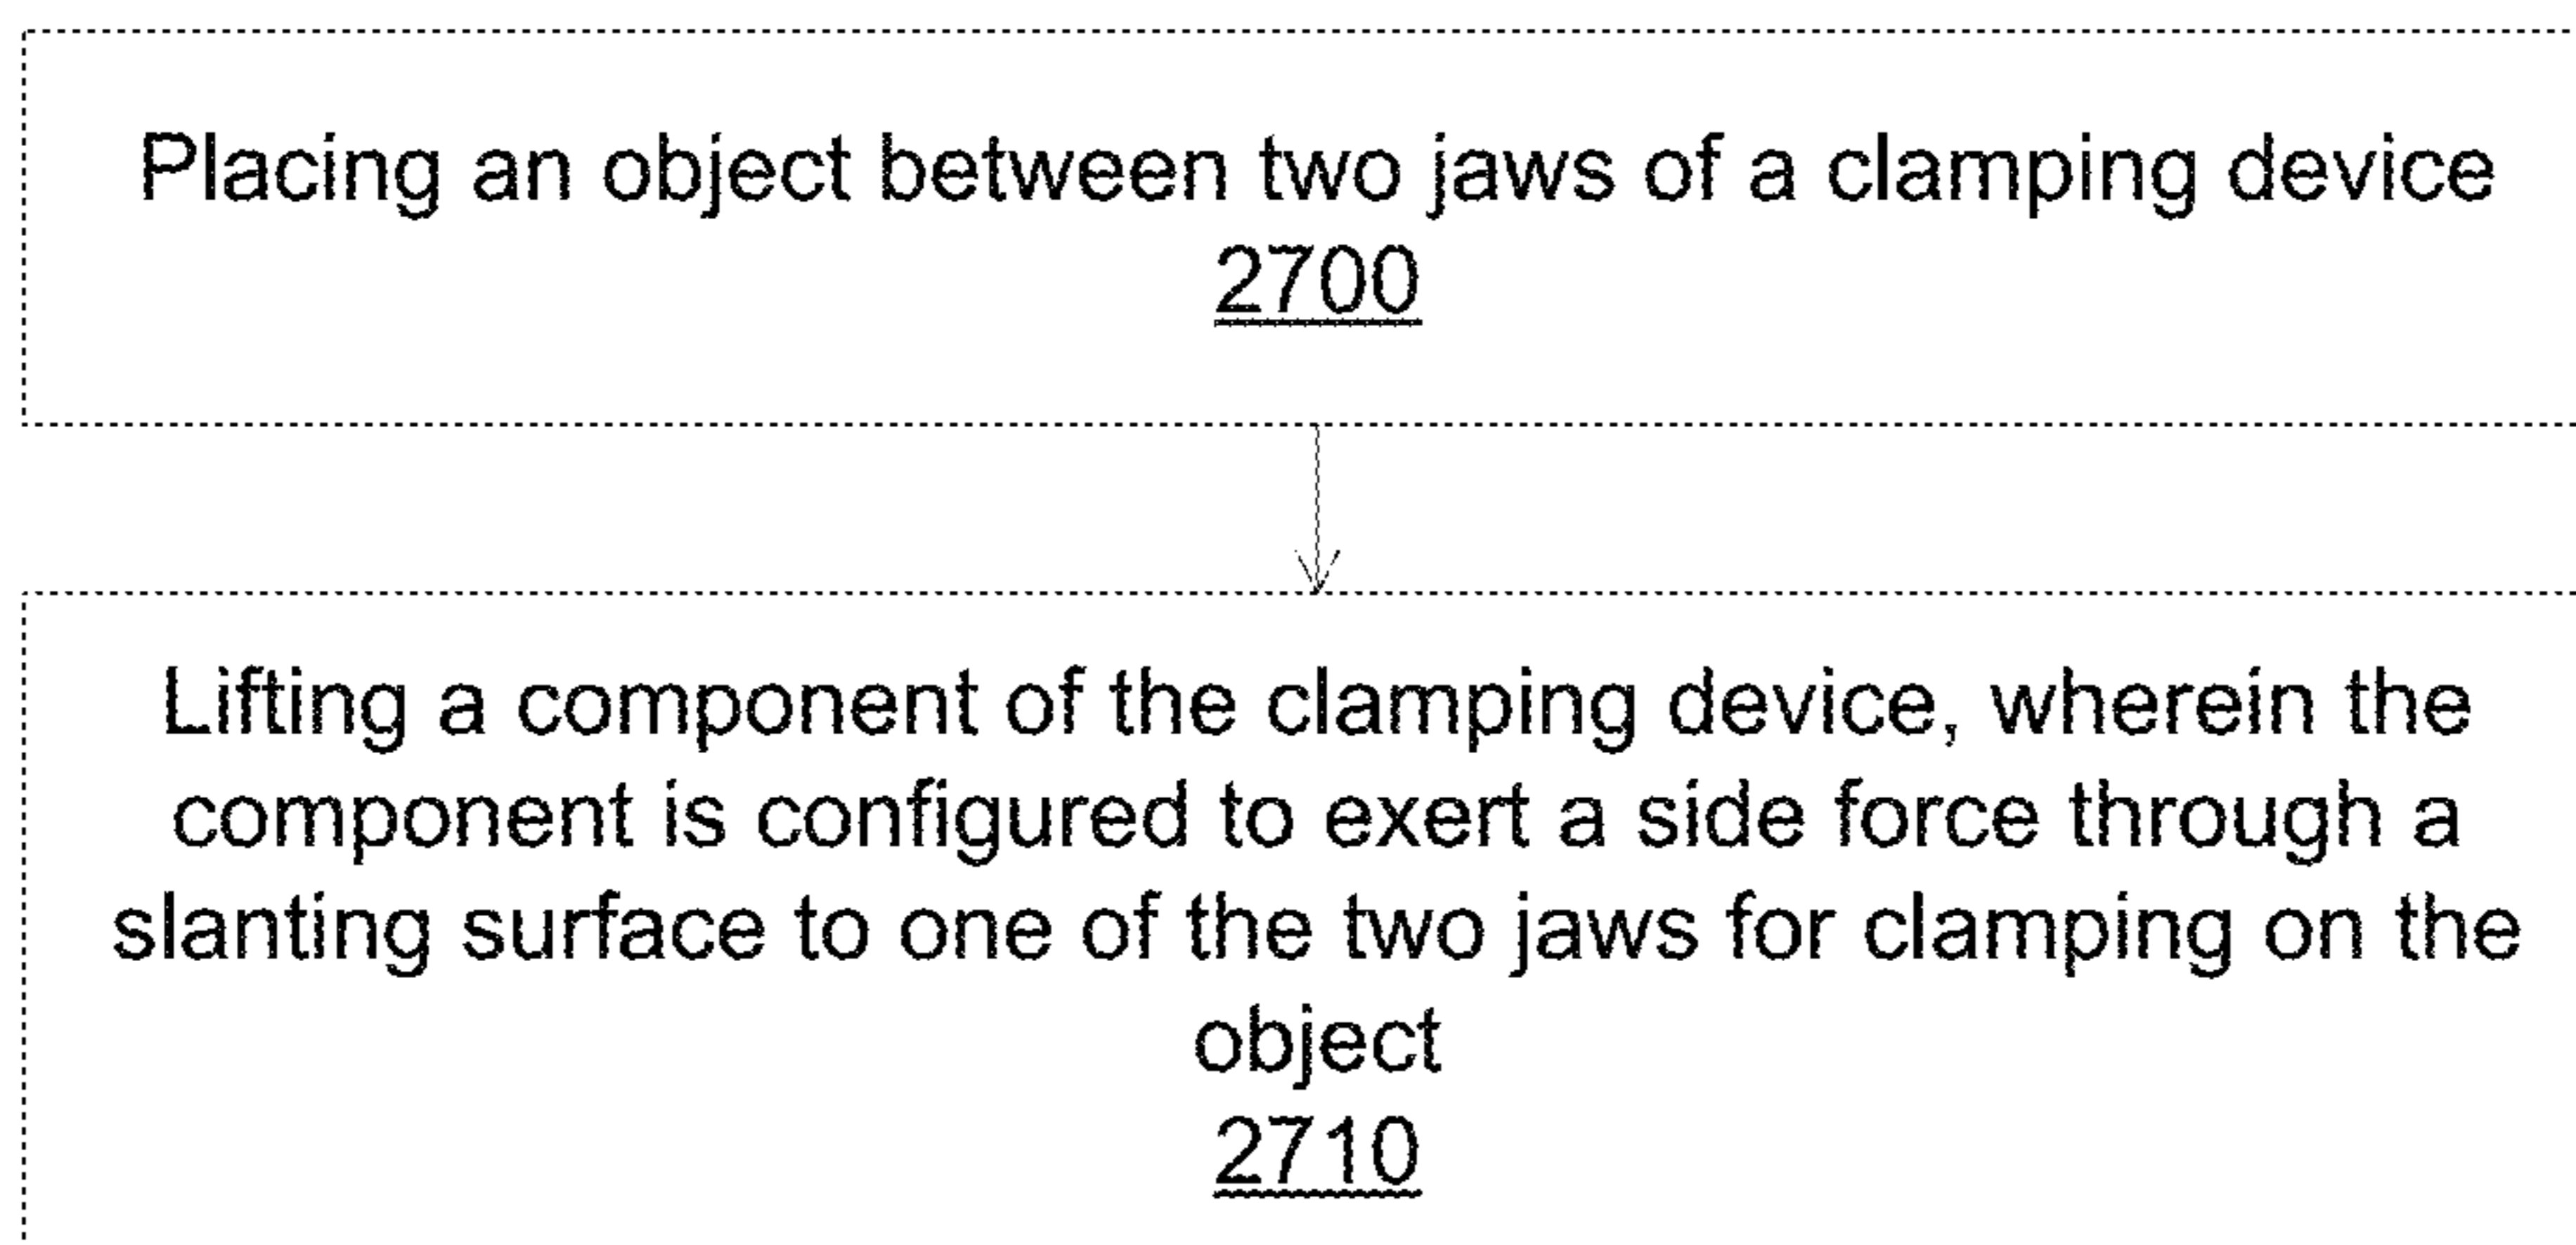 Placing an object between two jaws of a clamping device
2700
Lifting a component of the clamping device, wherein the
component is configured to exert a side force through a
slanting surface to one of the two jaws for clamping on the
object
2710